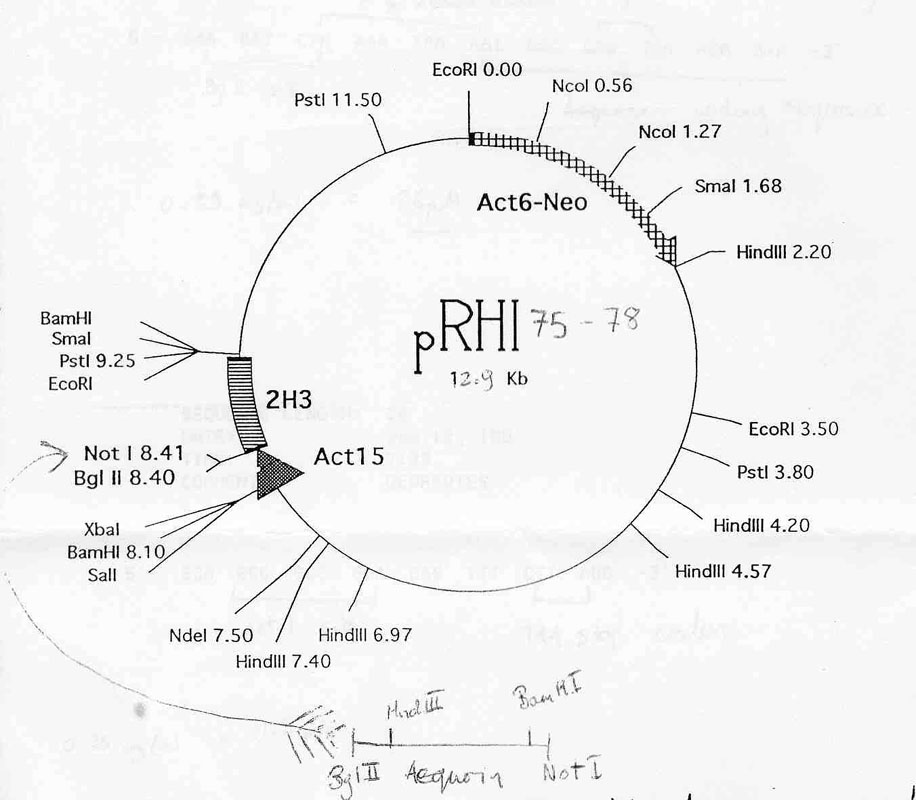 EcoRI 0.00
NcoI 0.56
PstI 11.50
NcoI 1.27
SmaI 1.68
Act6-Neo
HindIII 2.20
pRHI 75-78
12.9 Kb
BamHI
SmaI
PstI 9.25
EcoRI
2H3
EcoRI 3.50
Not I 8.41
Act15
Bgl II 8.40
PstI 3.80
XbaI
HindIII 4.20
BamHI 8.10
SalI
HindIII 4.57
NdeI 7.50
HindIII 6.97
HindIII 7.40
HindIII
BamHI
BglII Aequorin NotI